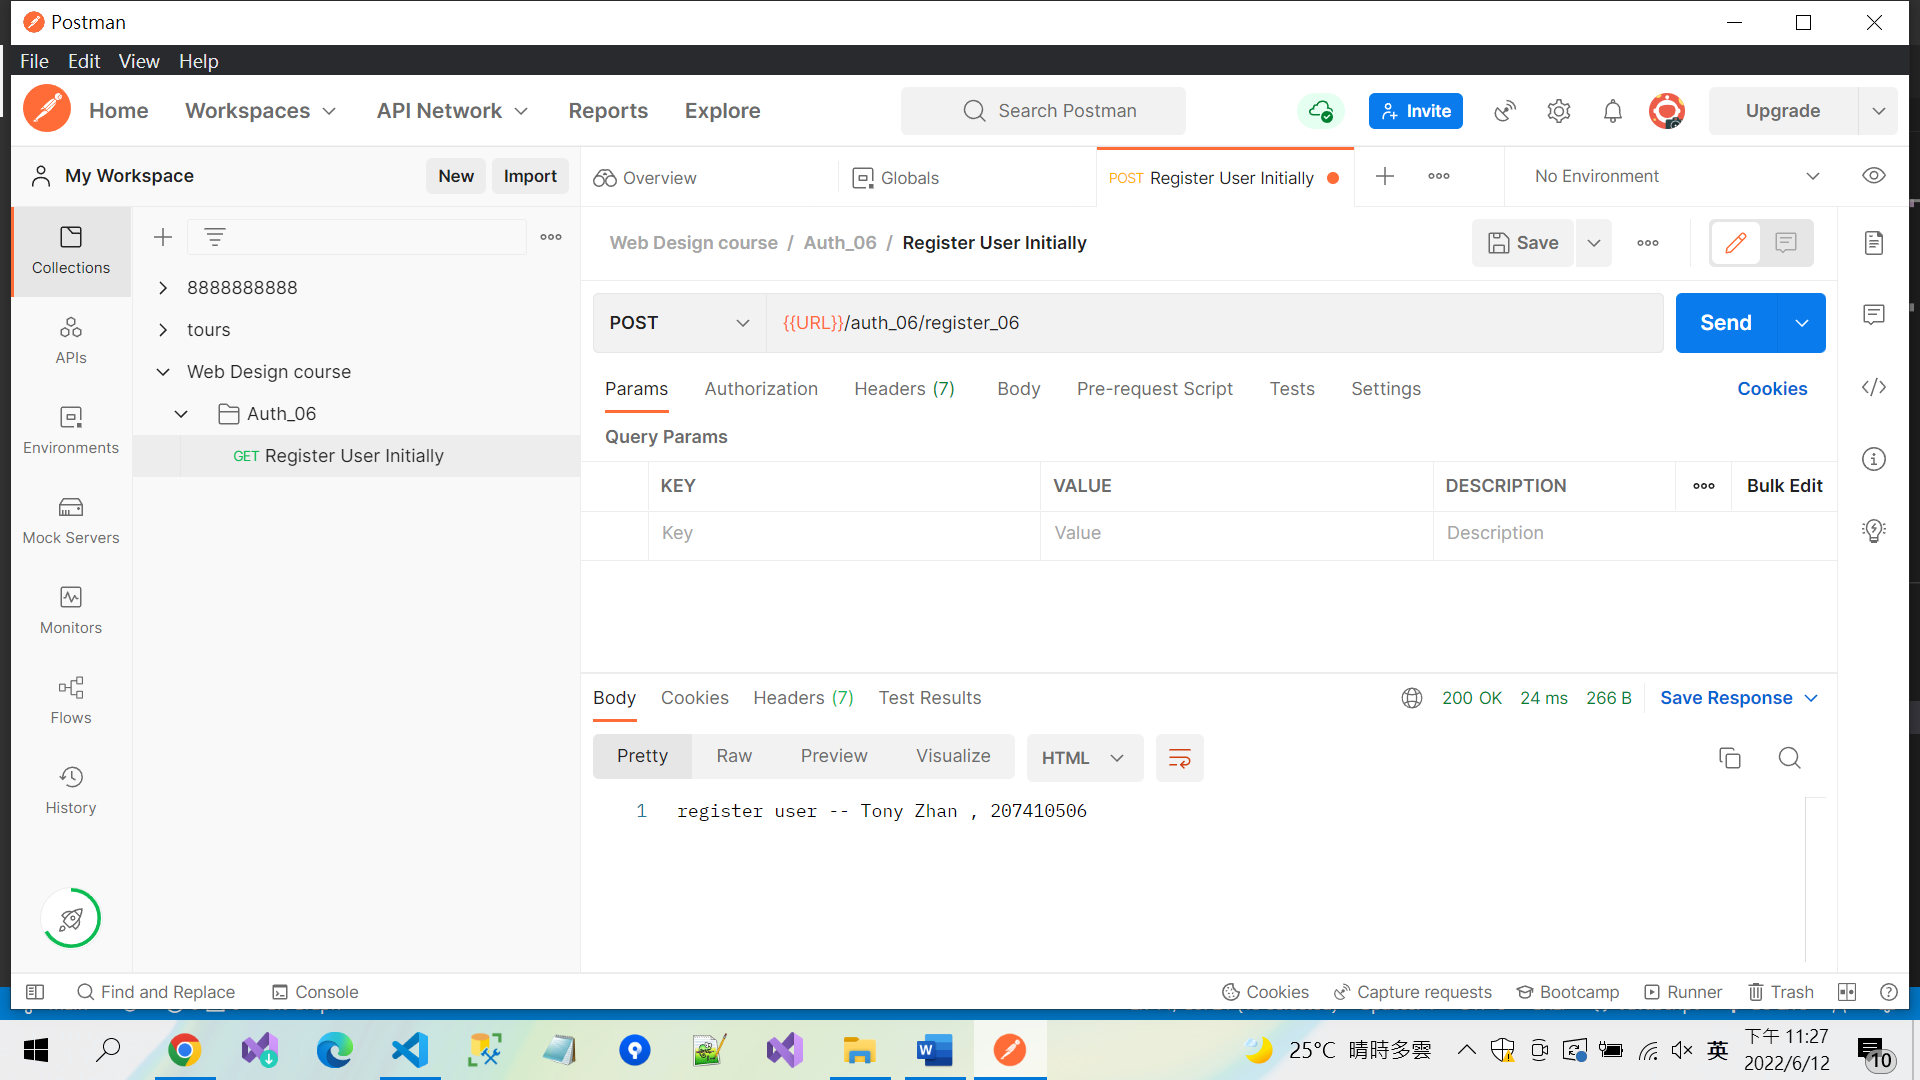 Postman
File Edit View Help
Home Workspaces API Network Reports Explore Search Postman Invite Upgrade
My Workspace New Import
Overview Globals POST Register User Initially No Environment
Collections
APIs
Environments
Mock Servers
Monitors
Flows
History
8888888888
tours
Web Design course
Auth_06
GET Register User Initially
Web Design course / Auth_06 / Register User Initially Save
POST {{URL}}/auth_06/register_06 Send
Params Authorization Headers (7) Body Pre-request Script Tests Settings Cookies
Query Params
KEY VALUE DESCRIPTION Bulk Edit
Key Value Description
Body Cookies Headers (7) Test Results 200 OK 24 ms 266 B Save Response
Pretty Raw Preview Visualize HTML
1 register user -- Tony Zhan , 207410506
Find and Replace Console Cookies Capture requests Bootcamp Runner Trash
25°C 晴時多雲 英 下午 11:27
2022/6/12 10